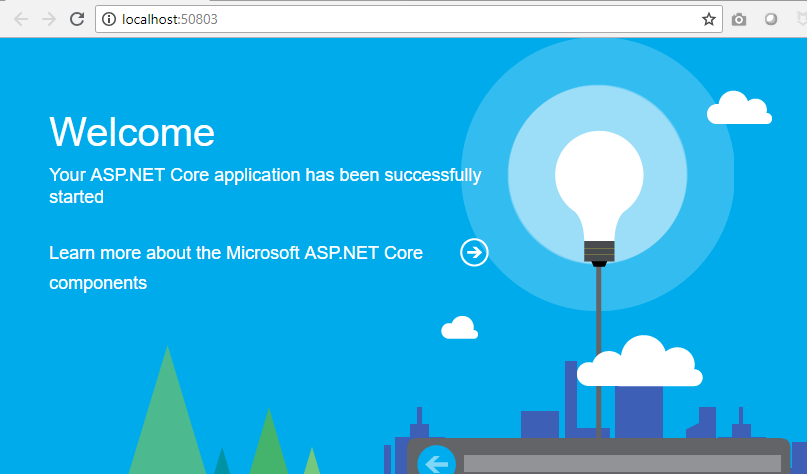 localhost:50803
Welcome
Your ASP.NET Core application has been successfully
started
Learn more about the Microsoft ASP.NET Core
components